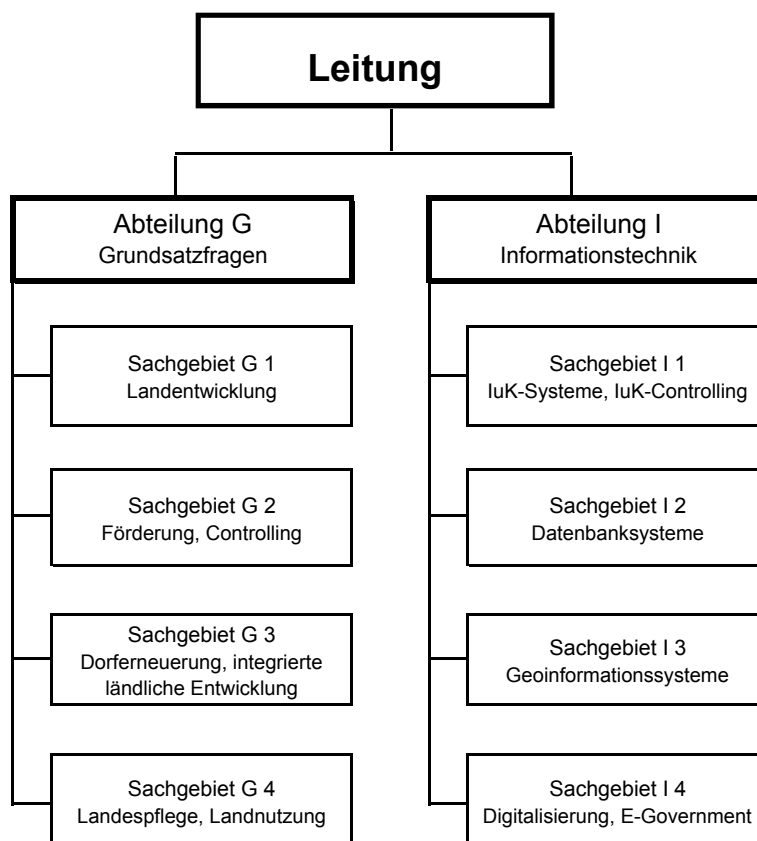 Leitung
Abteilung G
Grundsatzfragen
Sachgebiet G 1
Landentwicklung
Sachgebiet G 2
Förderung, Controlling
Sachgebiet G 3
Dorferneuerung, integrierte
ländliche Entwicklung
Sachgebiet G 4
Landespflege, Landnutzung
Abteilung I
Informationstechnik
Sachgebiet I 1
IuK-Systeme, IuK-Controlling
Sachgebiet I 2
Datenbanksysteme
Sachgebiet I 3
Geoinformationssysteme
Sachgebiet I 4
Digitalisierung, E-Government